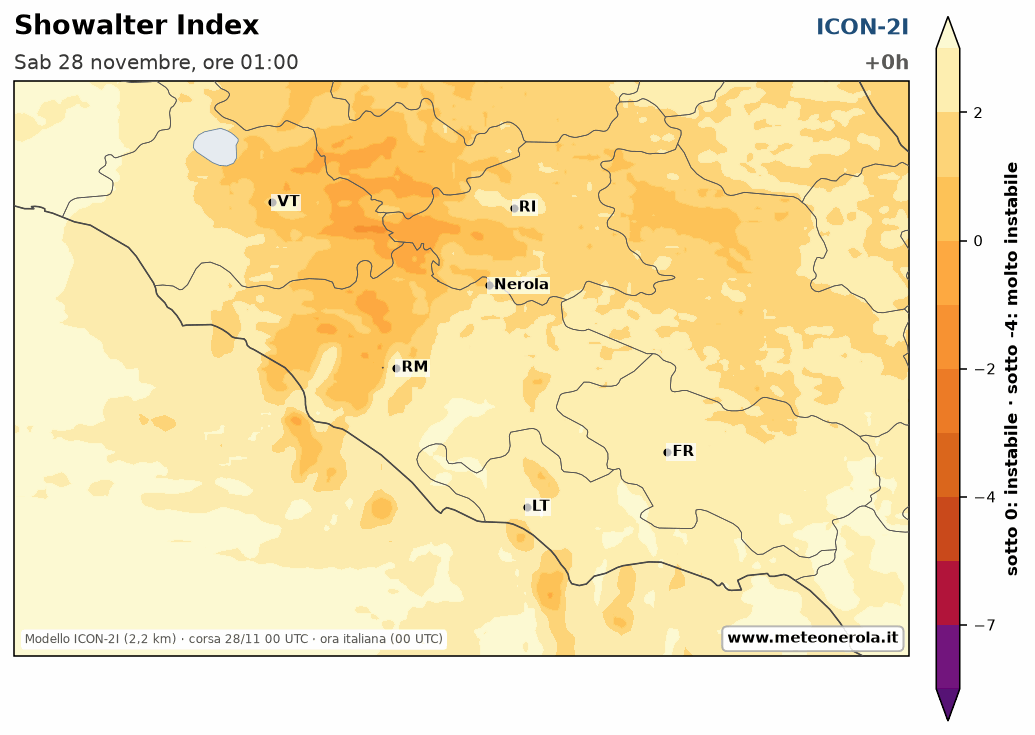 Showalter Index
ICON-2I
Sab 28 novembre, ore 01:00
+0h
VT
RI
Nerola
RM
FR
LT
Modello ICON-2I (2,2 km) · corsa 28/11 00 UTC · ora italiana (00 UTC)
www.meteonerola.it
2
0
−2
−4
−7
sotto 0: instabile · sotto -4: molto instabile